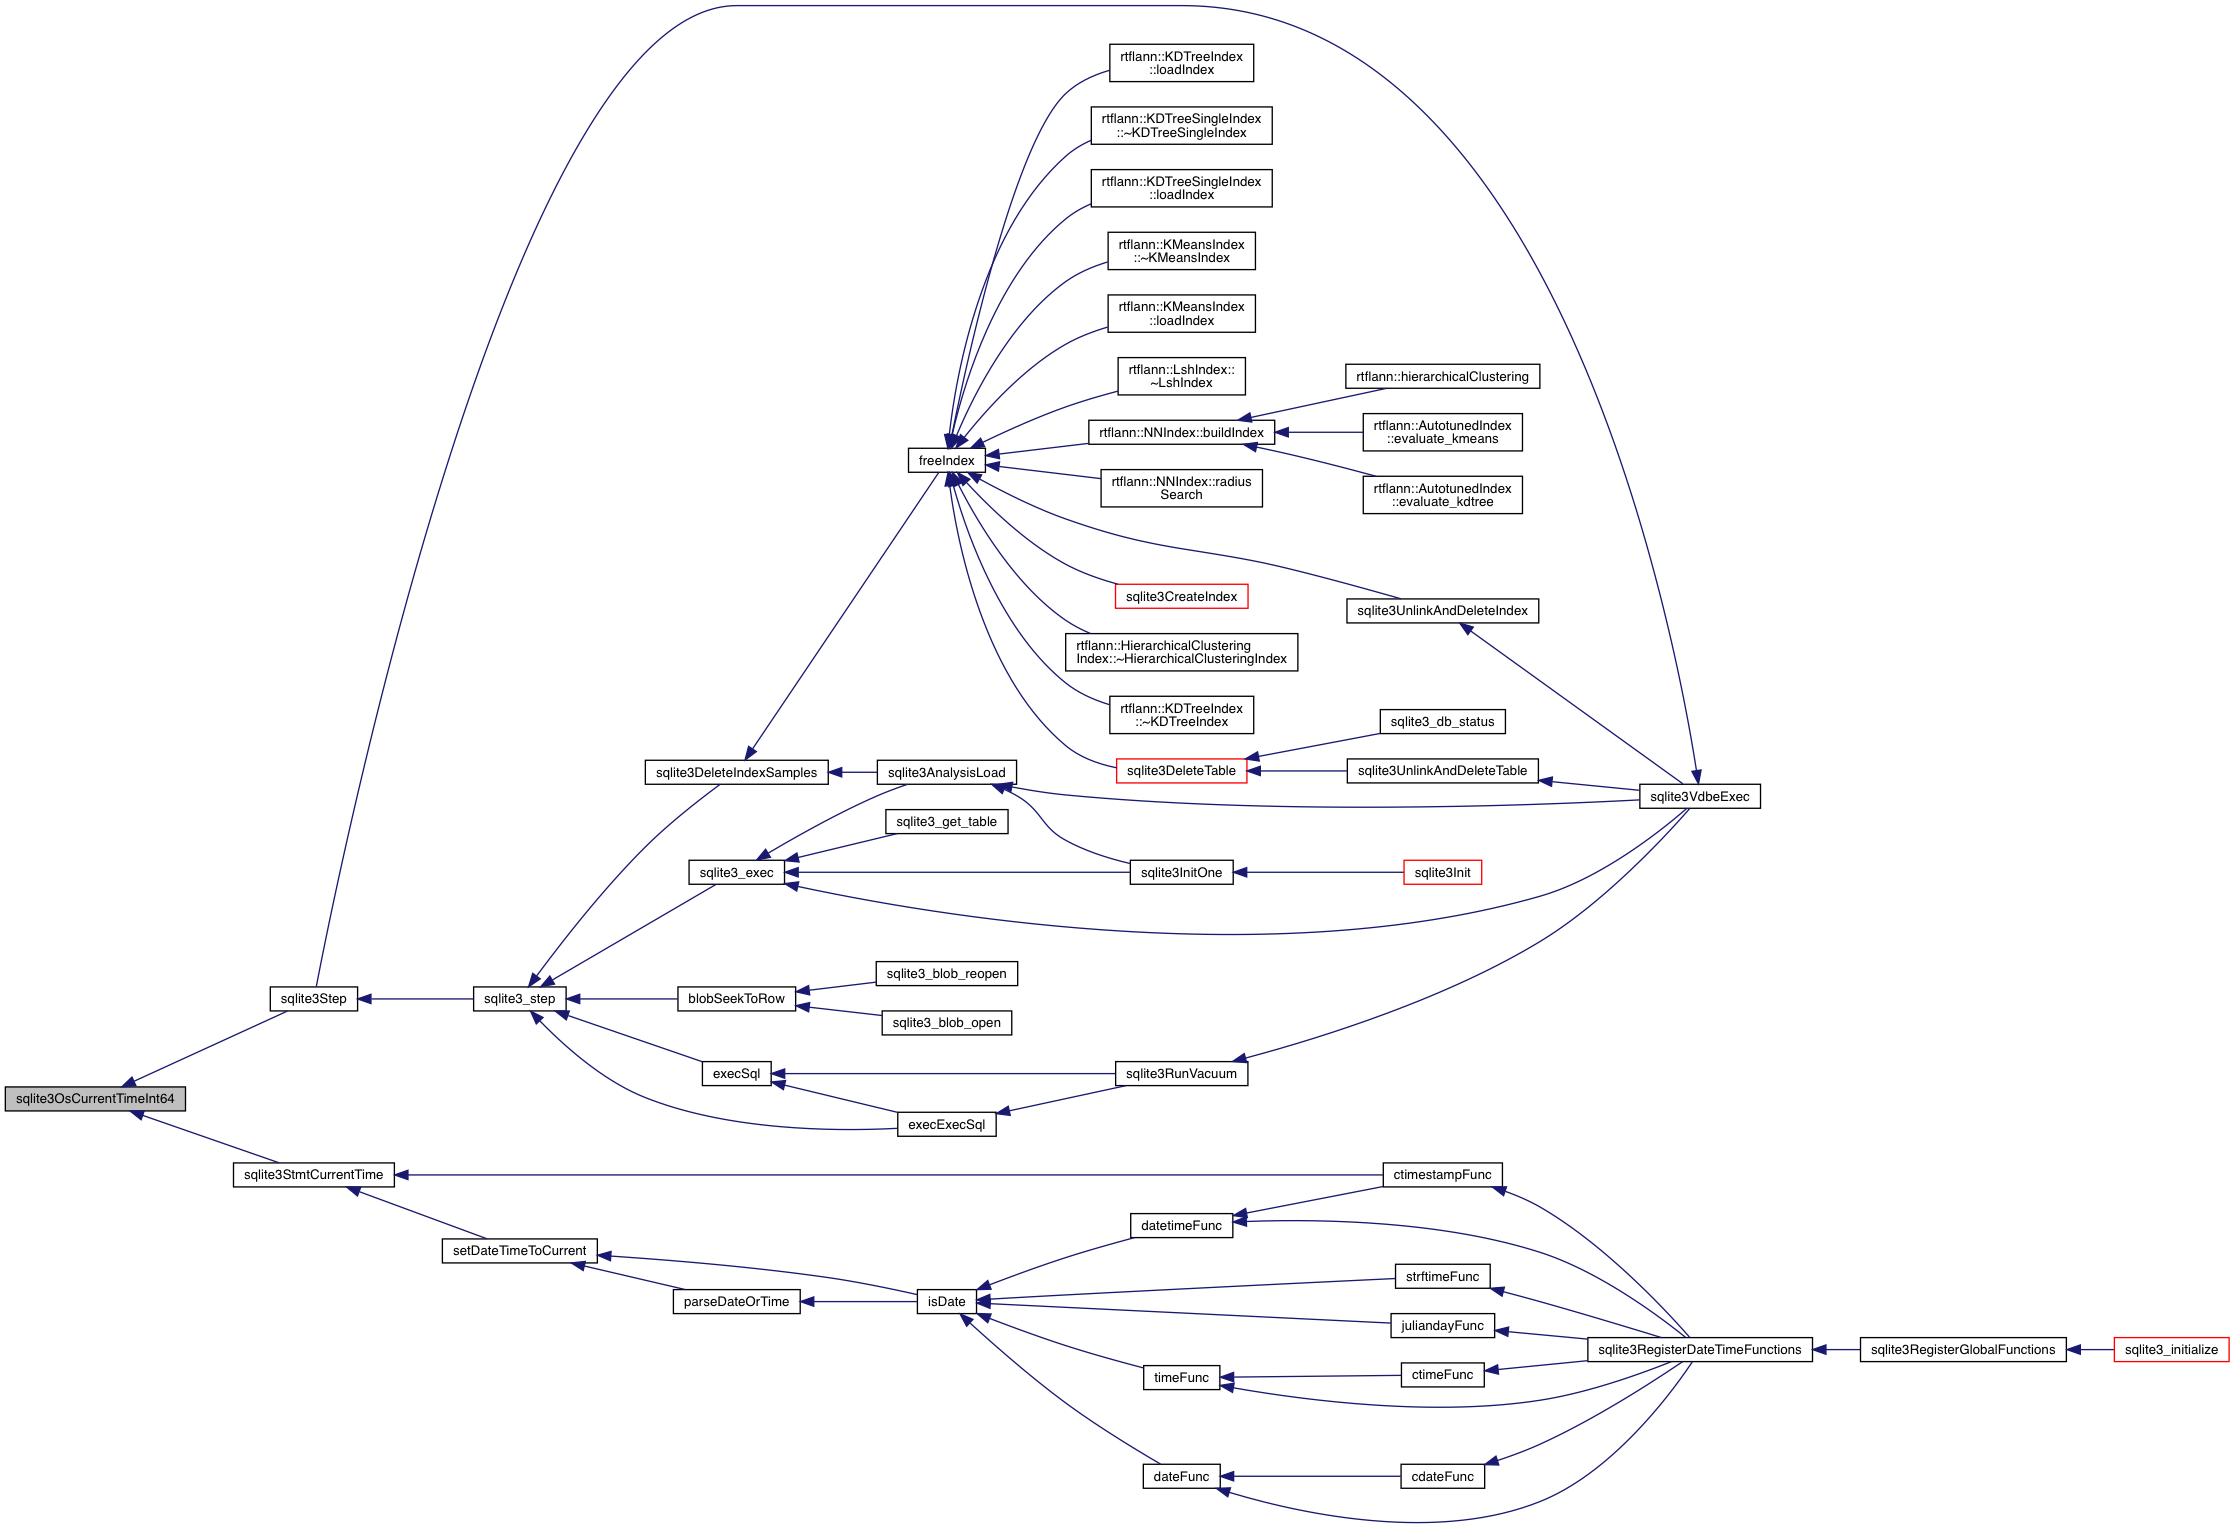 rtflann::KDTreeIndex
::loadIndex
rtflann::KDTreeSingleIndex
::~KDTreeSingleIndex
rtflann::KDTreeSingleIndex
::loadIndex
rtflann::KMeansIndex
::~KMeansIndex
rtflann::KMeansIndex
::loadIndex
rtflann::LshIndex::
~LshIndex
rtflann::hierarchicalClustering
rtflann::NNIndex::buildIndex
rtflann::AutotunedIndex
::evaluate_kmeans
freeIndex
rtflann::NNIndex::radius
Search
rtflann::AutotunedIndex
::evaluate_kdtree
sqlite3CreateIndex
sqlite3UnlinkAndDeleteIndex
rtflann::HierarchicalClustering
Index::~HierarchicalClusteringIndex
rtflann::KDTreeIndex
::~KDTreeIndex
sqlite3_db_status
sqlite3DeleteIndexSamples
sqlite3AnalysisLoad
sqlite3DeleteTable
sqlite3UnlinkAndDeleteTable
sqlite3VdbeExec
sqlite3_get_table
sqlite3_exec
sqlite3InitOne
sqlite3Init
sqlite3_blob_reopen
sqlite3Step
sqlite3_step
blobSeekToRow
sqlite3_blob_open
execSql
sqlite3RunVacuum
sqlite3OsCurrentTimeInt64
execExecSql
sqlite3StmtCurrentTime
ctimestampFunc
datetimeFunc
setDateTimeToCurrent
strftimeFunc
parseDateOrTime
isDate
juliandayFunc
sqlite3RegisterDateTimeFunctions
sqlite3RegisterGlobalFunctions
sqlite3_initialize
timeFunc
ctimeFunc
dateFunc
cdateFunc